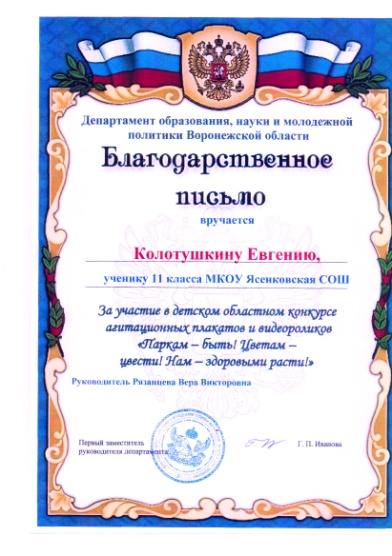 Департамент образования, науки и молодежной
политики Воронежской области
Благодарственное
письмо
вручается
Колотушкину Евгению,
ученику 11 класса МКОУ Ясенковская СОШ
За участие в детском областном конкурсе
агитационных плакатов и видеороликов
«Паркам – быть! Цветам –
цвести! Нам – здоровыми расти!»
Руководитель Рязанцева Вера Викторовна
Первый заместитель
руководителя департамента
Г. П. Иванова